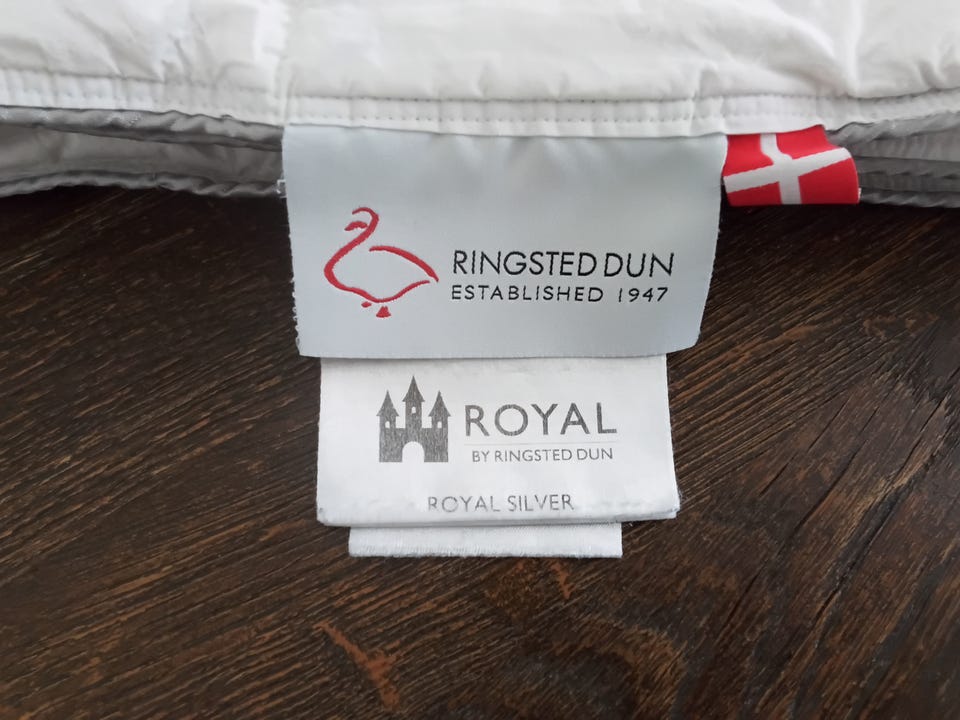 RINGSTED DUN
ESTABLISHED 1947
ROYAL
BY RINGSTED DUN
ROYAL SILVER